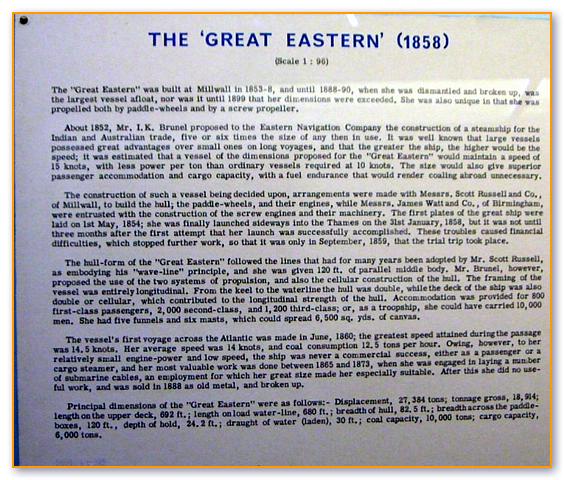 THE 'GREAT EASTERN' (1858)
(Scale 1 : 96)
The "Great Eastern" was built at Millwall in 1853-8, and until 1888-90, when she was dismantled and broken up, was
the largest vessel afloat, nor was it until 1899 that her dimensions were exceeded. She was also unique in that she was
propelled both by paddle-wheels and by a screw propeller.
About 1852, Mr. I.K. Brunel proposed to the Eastern Navigation Company the construction of a steamship for the
Indian and Australian trade, five or six times the size of any then in use. It was well known that large vessels
possessed great advantages over small ones on long voyages, and that the greater the ship, the higher would be the
speed; it was estimated that a vessel of the dimensions proposed for the "Great Eastern" would maintain a speed of
15 knots, with less power per ton than ordinary vessels required at 10 knots. The size would also give superior
passenger accommodation and cargo capacity, with a fuel endurance that would render coaling abroad unnecessary.
The construction of such a vessel being decided upon, arrangements were made with Messrs. Scott Russell and Co.,
of Millwall, to build the hull; the paddle-wheels, and their engines, while Messrs. James Watt and Co., of Birmingham,
were entrusted with the construction of the screw engines and their machinery. The first plates of the great ship were
laid on 1st May, 1854; she was finally launched sideways into the Thames on the 31st January, 1858, but it was not until
three months after the first attempt that her launch was successfully accomplished. These troubles caused financial
difficulties, which stopped further work, so that it was only in September, 1859, that the trial trip took place.
The hull-form of the "Great Eastern" followed the lines that had for many years been adopted by Mr. Scott Russell,
as embodying his "wave-line" principle, and she was given 120 ft. of parallel middle body. Mr. Brunel, however,
proposed the use of the two systems of propulsion, and also the cellular construction of the hull. The framing of the
vessel was entirely longitudinal. From the keel to the waterline the hull was double, while the deck of the ship was also
double or cellular, which contributed to the longitudinal strength of the hull. Accommodation was provided for 800
first-class passengers, 2,000 second-class, and 1,200 third-class; or, as a troopship, she could have carried 10,000
men. She had five funnels and six masts, which could spread 6,500 sq. yds. of canvas.
The vessel's first voyage across the Atlantic was made in June, 1860; the greatest speed attained during the passage
was 14.5 knots. Her average speed was 14 knots, and coal consumption 12.5 tons per hour. Owing, however, to her
relatively small engine-power and low speed, the ship was never a commercial success, either as a passenger or a
cargo steamer, and her most valuable work was done between 1865 and 1873, when she was engaged in laying a number
of submarine cables, an employment for which her great size made her especially suitable. After this she did no use-
ful work, and was sold in 1888 as old metal, and broken up.
Principal dimensions of the "Great Eastern" were as follows:- Displacement, 27,384 tons; tonnage gross, 18,914;
length on the upper deck, 692 ft.; length on load water-line, 680 ft.; breadth of hull, 82.5 ft.; breadth across the paddle-
boxes, 120 ft., depth of hold, 24.2 ft.; draught of water (laden), 30 ft.; coal capacity, 10,000 tons; cargo capacity,
6,000 tons.